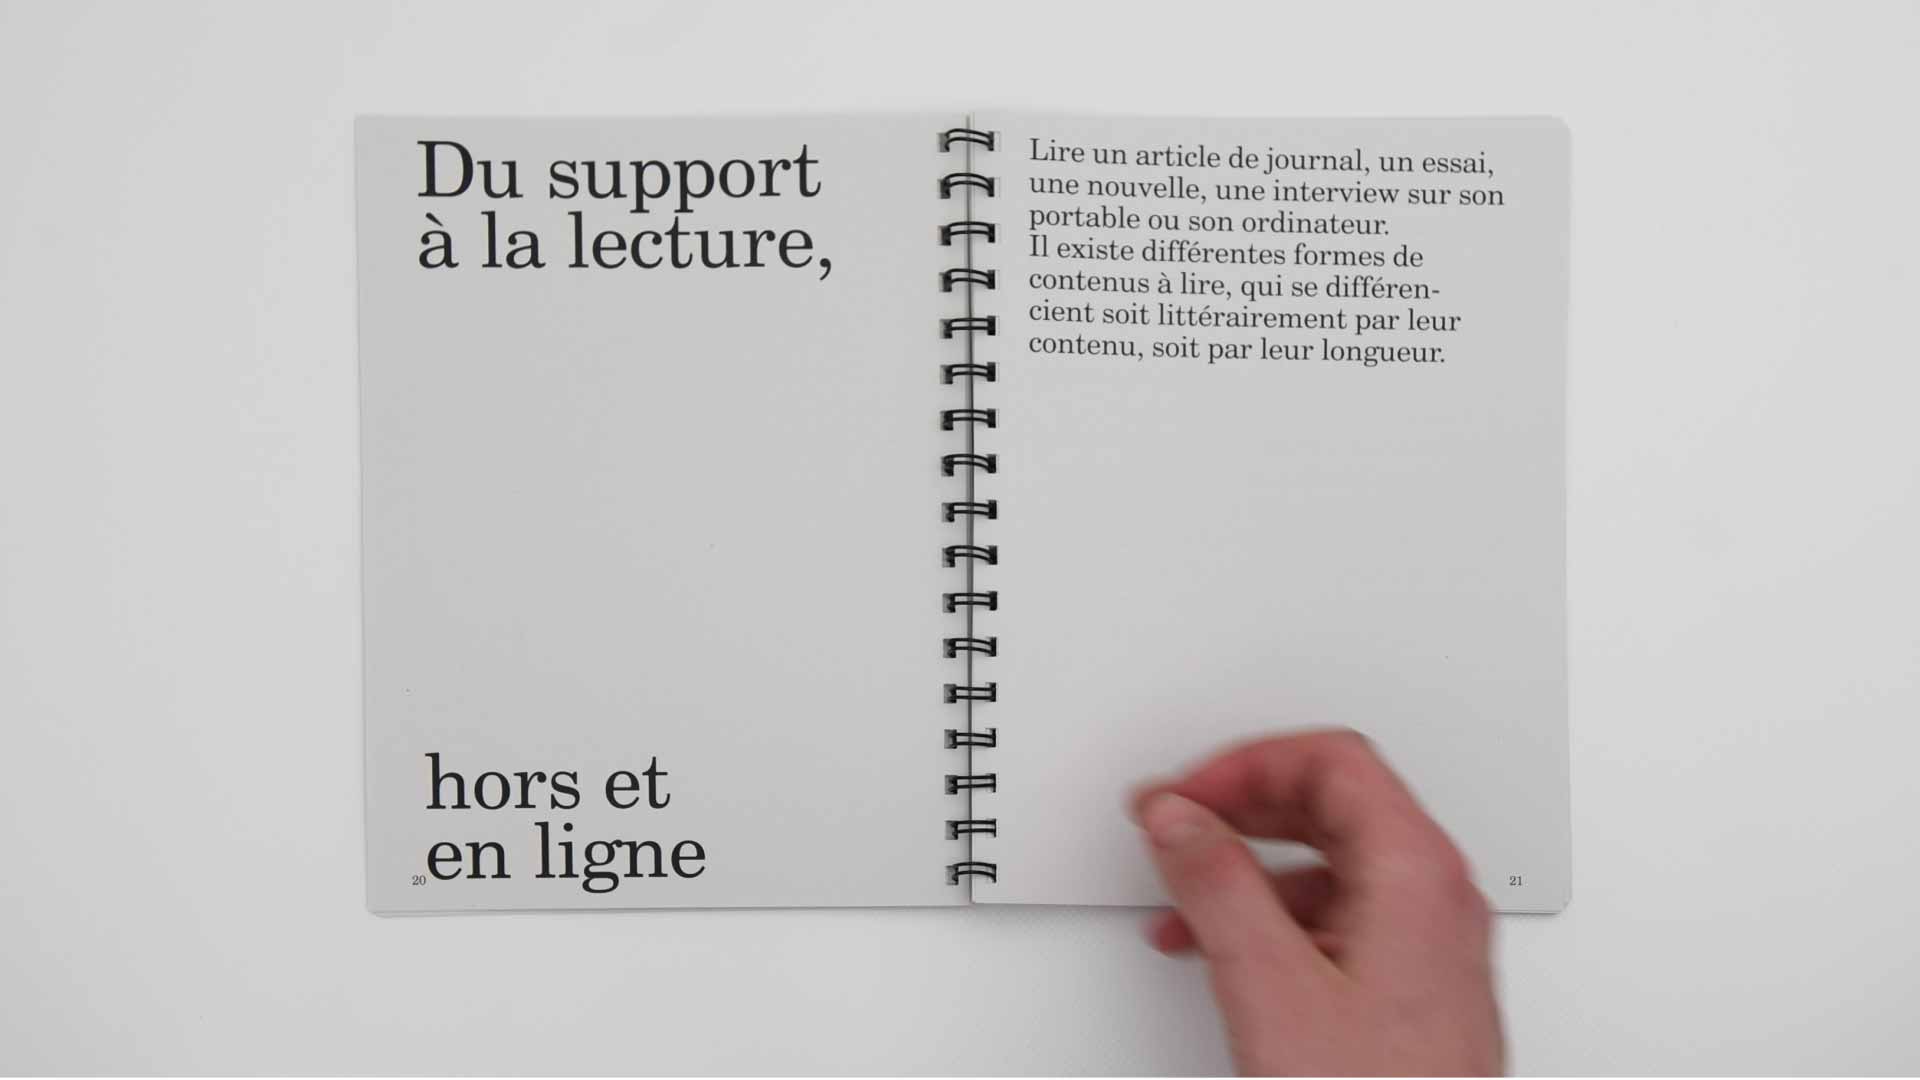 Du support
à la lecture,
hors et
en ligne
20
Lire un article de journal, un essai,
une nouvelle, une interview sur son
portable ou son ordinateur.
Il existe différentes formes de
contenus à lire, qui se différen-
cient soit littérairement par leur
contenu, soit par leur longueur.
21